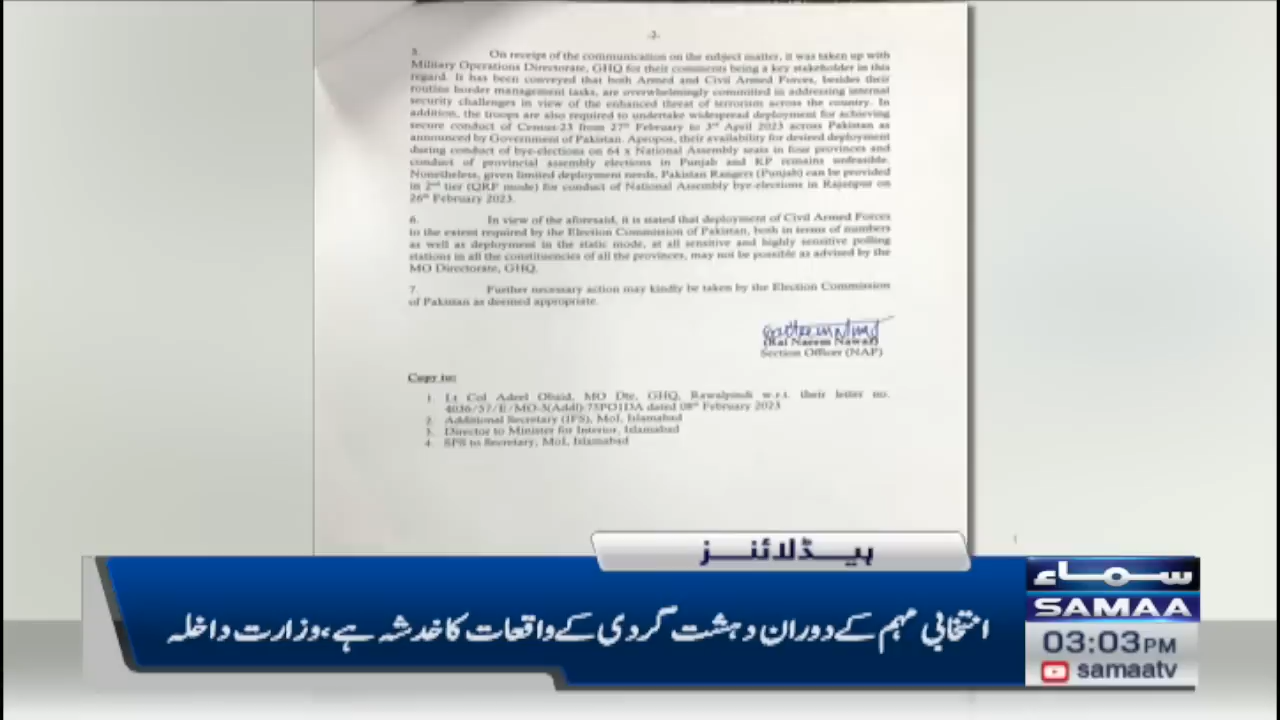 -2-
5. On receipt of the communication on the subject matter, it was taken up with
Military Operations Directorate, GHQ for their comments being a key stakeholder in this
regard. It has been conveyed that both Armed and Civil Armed Forces, besides their
routine border management tasks, are overwhelmingly committed in addressing internal
security challenges in view of the enhanced threat of terrorism across the country. In
addition, the troops are also required to undertake widespread deployment for achieving
secure conduct of Census-23 from 27th February to 3rd April 2023 across Pakistan as
announced by Government of Pakistan. Apropos, their availability for desired deployment
during conduct of bye-elections on 64 x National Assembly seats in four provinces and
conduct of provincial assembly elections in Punjab and KP remains unfeasible.
Nonetheless, given limited deployment needs, Pakistan Rangers (Punjab) can be provided
in 2nd tier (QRF mode) for conduct of National Assembly bye-elections in Rajanpur on
26th February 2023.
6. In view of the aforesaid, it is stated that deployment of Civil Armed Forces
to the extent required by the Election Commission of Pakistan, both in terms of numbers
as well as deployment in the static mode, at all sensitive and highly sensitive polling
stations in all the constituencies of all the provinces, may not be possible as advised by the
MO Directorate, GHQ.
7. Further necessary action may kindly be taken by the Election Commission
of Pakistan as deemed appropriate.
(Rai Naeem Nawaz)
Section Officer (NAP)
Copy to:
1. Lt Col Adeel Obaid, MO Dte, GHQ, Rawalpindi w.r.t. their letter no.
dated 08th February 2023
2. Additional Secretary (IFS), MoI, Islamabad
3. Director to Minister for Interior, Islamabad
4. SPS to Secretary, MoI, Islamabad
ہیڈلائنز
انتخابی مہم کے دوران دہشت گردی کے واقعات کا خدشہ ہے، وزارت داخلہ
سماء
SAMAA
03:03 PM
samaatv